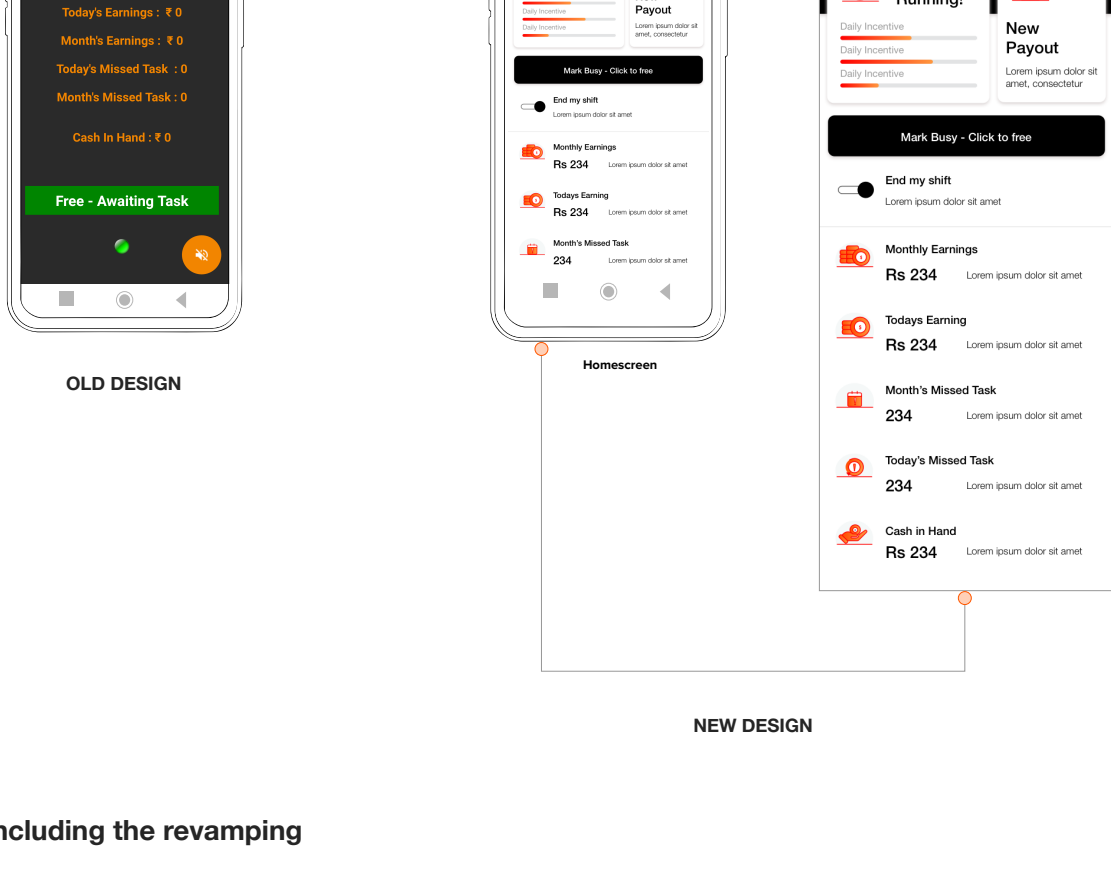 Today's Earnings : ₹ 0
Month's Earnings : ₹ 0
Today's Missed Task : 0
Month's Missed Task : 0
Cash In Hand : ₹ 0
Free - Awaiting Task
OLD DESIGN
Daily Incentive
Daily Incentive
Payout
Lorem ipsum dolor sit
amet, consectetur
Mark Busy - Click to free
End my shift
Lorem ipsum dolor sit amet
Monthly Earnings
Rs 234 Lorem ipsum dolor sit amet
Todays Earning
Rs 234 Lorem ipsum dolor sit amet
Month's Missed Task
234 Lorem ipsum dolor sit amet
Homescreen
Running!
Daily Incentive
Daily Incentive
Daily Incentive
New
Payout
Lorem ipsum dolor sit
amet, consectetur
Mark Busy - Click to free
End my shift
Lorem ipsum dolor sit amet
Monthly Earnings
Rs 234 Lorem ipsum dolor sit amet
Todays Earning
Rs 234 Lorem ipsum dolor sit amet
Month's Missed Task
234 Lorem ipsum dolor sit amet
Today's Missed Task
234 Lorem ipsum dolor sit amet
Cash in Hand
Rs 234 Lorem ipsum dolor sit amet
NEW DESIGN
ncluding the revamping